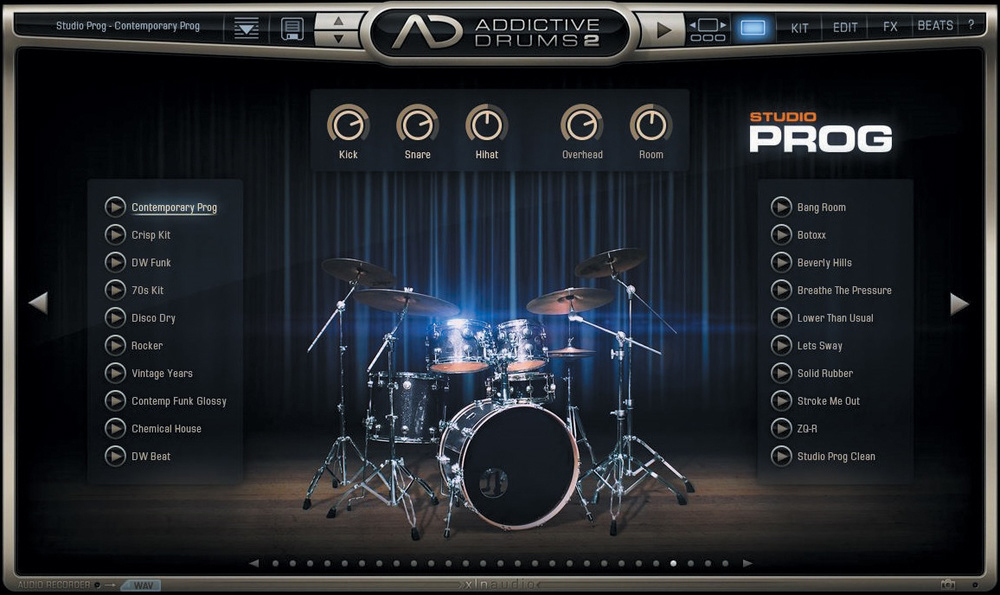 Studio Prog - Contemporary Prog
AD ADDICTIVE DRUMS 2
KIT EDIT FX BEATS ?
Kick Snare Hihat Overhead Room
STUDIO
PROG
Contemporary Prog
Crisp Kit
DW Funk
70s Kit
Disco Dry
Rocker
Vintage Years
Contemp Funk Glossy
Chemical House
DW Beat
Bang Room
Botoxx
Beverly Hills
Breathe The Pressure
Lower Than Usual
Lets Sway
Solid Rubber
Stroke Me Out
ZQ-R
Studio Prog Clean
AUDIO RECORDER WAV
xlnaudio